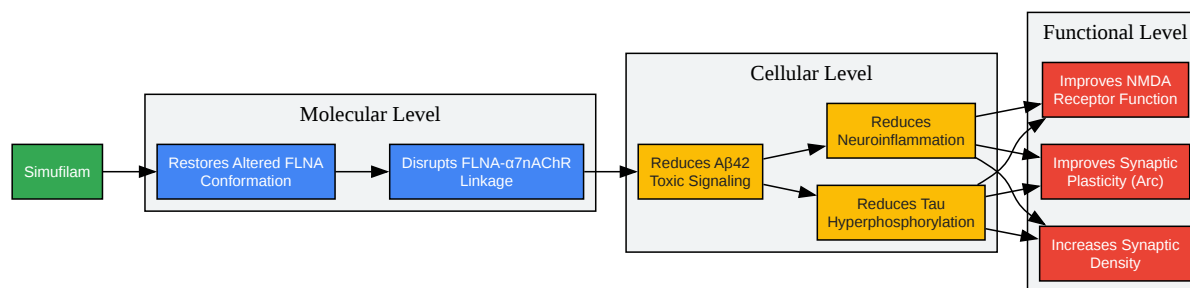 Simufilam
Molecular Level
Restores Altered FLNA
Conformation
Disrupts FLNA-α7nAChR
Linkage
Cellular Level
Reduces Aβ42
Toxic Signaling
Reduces
Neuroinflammation
Reduces Tau
Hyperphosphorylation
Functional Level
Improves NMDA
Receptor Function
Improves Synaptic
Plasticity (Arc)
Increases Synaptic
Density